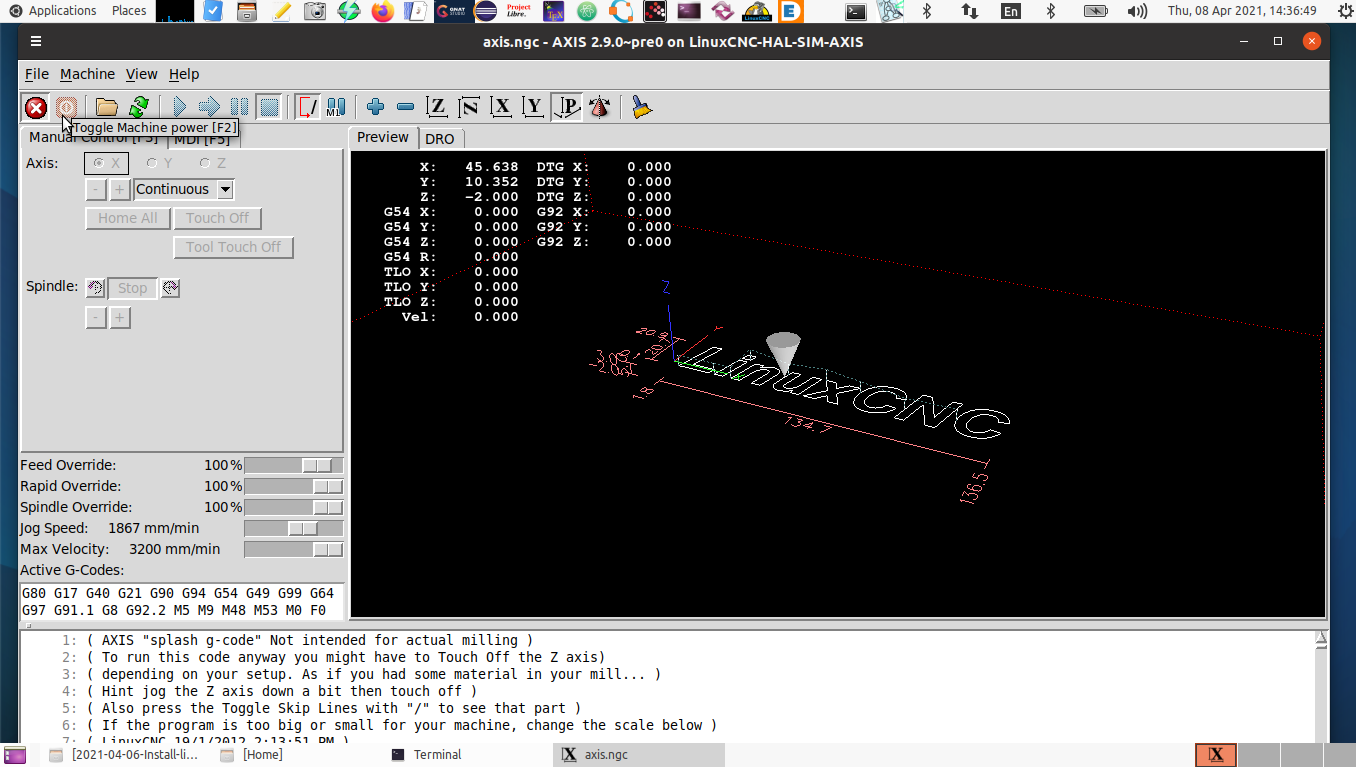 Applications Places GNAT STUDIO Project Libre. TeX LinuxCNC E En Thu, 08 Apr 2021, 14:36:49
axis.ngc - AXIS 2.9.0~pre0 on LinuxCNC-HAL-SIM-AXIS
File Machine View Help
M1 Z N X Y P
Toggle Machine power [F2]
Manual Control [F3] MDI [F5]
Preview DRO
Axis: X Y Z
- + Continuous
Home All Touch Off
Tool Touch Off
Spindle: Stop
- +
Feed Override: 100%
Rapid Override: 100%
Spindle Override: 100%
Jog Speed: 1867 mm/min
Max Velocity: 3200 mm/min
Active G-Codes:
G80 G17 G40 G21 G90 G94 G54 G49 G99 G64
G97 G91.1 G8 G92.2 M5 M9 M48 M53 M0 F0
X: 45.638 DTG X: 0.000
Y: 10.352 DTG Y: 0.000
Z: -2.000 DTG Z: 0.000
G54 X: 0.000 G92 X: 0.000
G54 Y: 0.000 G92 Y: 0.000
G54 Z: 0.000 G92 Z: 0.000
G54 R: 0.000
TLO X: 0.000
TLO Y: 0.000
TLO Z: 0.000
Vel: 0.000
Z
Y
LinuxCNC
1.8
134.7
136.5
1: ( AXIS "splash g-code" Not intended for actual milling )
2: ( To run this code anyway you might have to Touch Off the Z axis)
3: ( depending on your setup. As if you had some material in your mill... )
4: ( Hint jog the Z axis down a bit then touch off )
5: ( Also press the Toggle Skip Lines with "/" to see that part )
6: ( If the program is too big or small for your machine, change the scale below )
7: ( LinuxCNC 19/1/2012 2:13:51 PM )
[2021-04-06-Install-li... [Home] Terminal axis.ngc